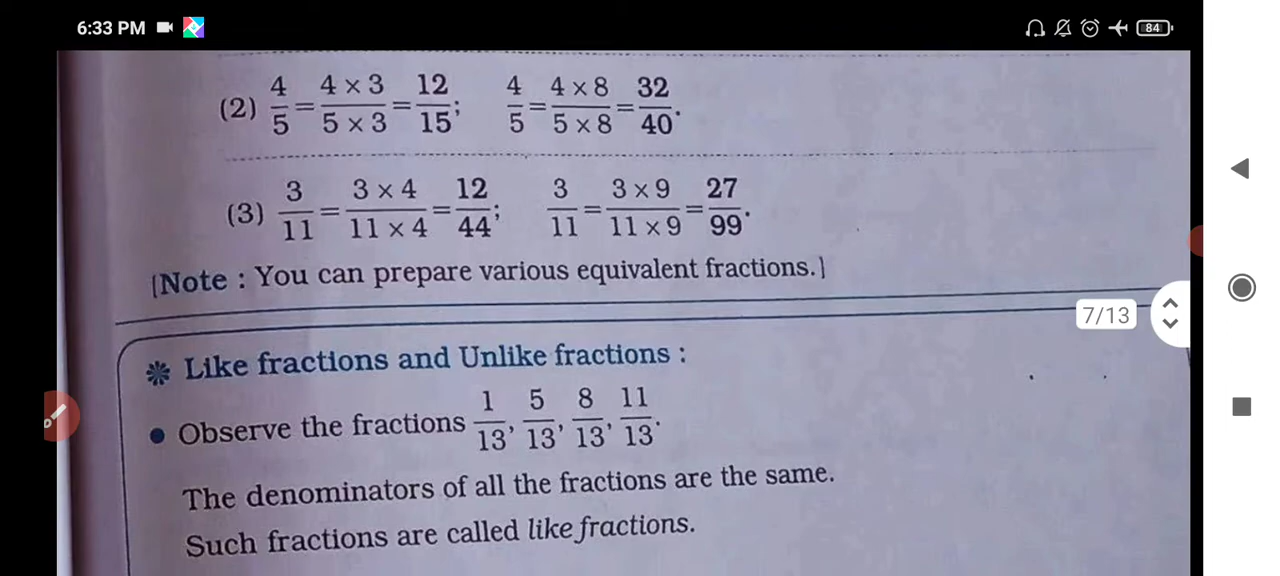 6:33 PM 84
(2) 4/5 = 4 × 3/5 × 3 = 12/15; 4/5 = 4 × 8/5 × 8 = 32/40.
(3) 3/11 = 3 × 4/11 × 4 = 12/44; 3/11 = 3 × 9/11 × 9 = 27/99.
[Note : You can prepare various equivalent fractions.]
7/13
Like fractions and Unlike fractions :
• Observe the fractions 1/13, 5/13, 8/13, 11/13.
The denominators of all the fractions are the same.
Such fractions are called like fractions.